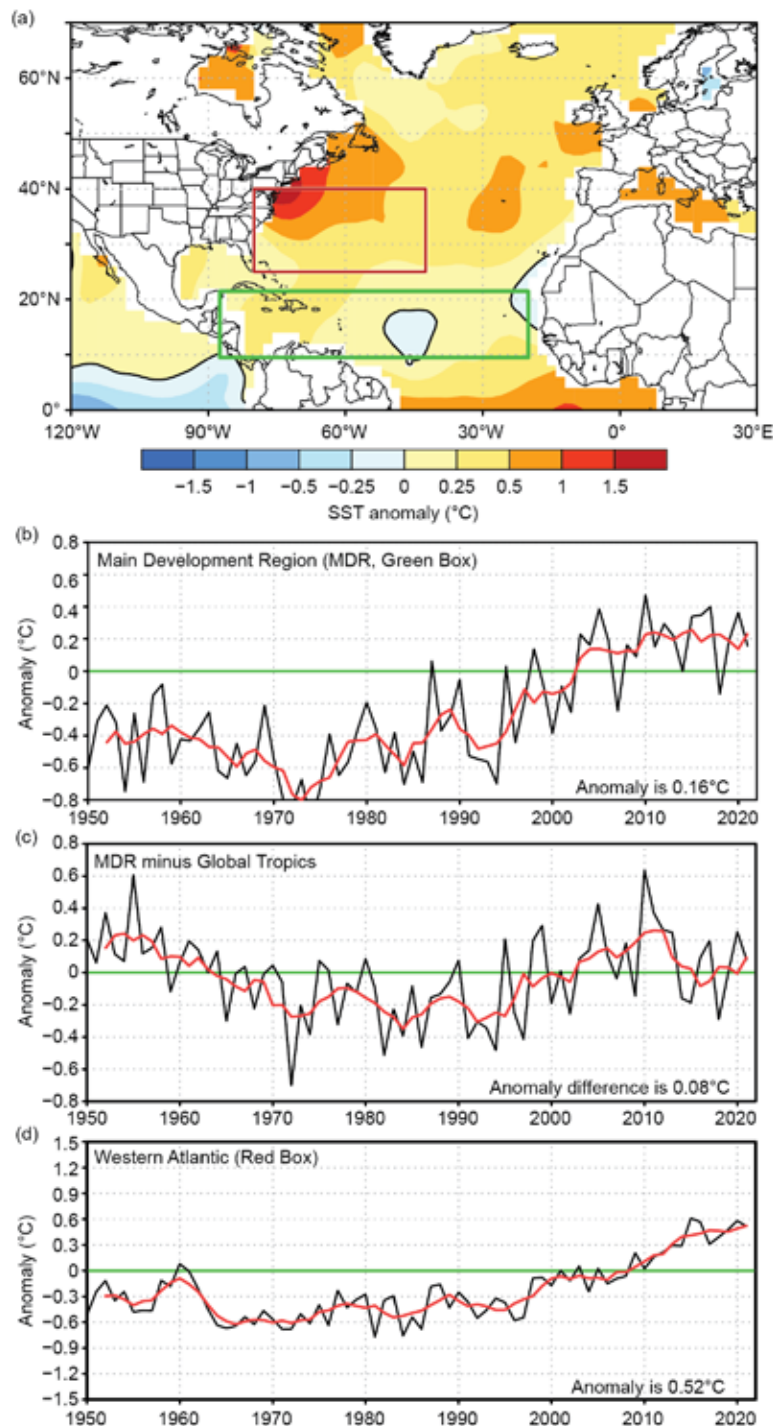 (a)
60°N
40°N
20°N
0°
120°W 90°W 60°W 30°W 0° 30°E
−1.5 −1 −0.5 −0.25 0 0.25 0.5 1 1.5
SST anomaly (°C)
(b)
Main Development Region (MDR, Green Box)
Anomaly (°C)
0.8
0.4
0.2
0
−0.2
−0.4
−0.6
−0.8
Anomaly is 0.16°C
1950 1960 1970 1980 1990 2000 2010 2020
(c)
MDR minus Global Tropics
Anomaly (°C)
0.8
0.6
0.4
0.2
0
−0.2
−0.4
−0.6
−0.8
Anomaly difference is 0.08°C
1950 1960 1970 1980 1990 2000 2010 2020
(d)
Western Atlantic (Red Box)
Anomaly (°C)
1.5
1.2
0.9
0.6
0.3
0
−0.3
−0.6
−0.9
−1.2
−1.5
Anomaly is 0.52°C
1950 1960 1970 1980 1990 2000 2010 2020